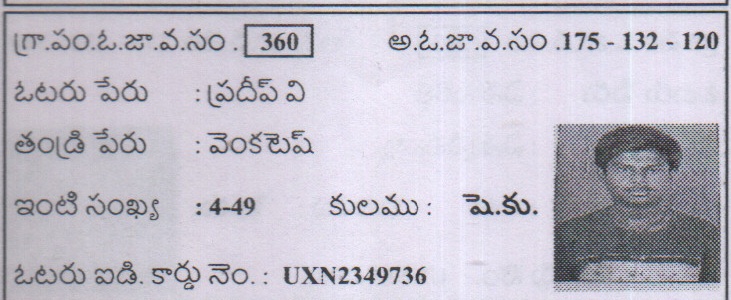 గ్రా.పం.ఓ.జా.వ.సం . 360 అ.ఓ.జా.వ.సం .175 - 132 - 120
ఓటరు పేరు : ప్రదీప్ వి
తండ్రి పేరు : వెంకటెష్
ఇంటి సంఖ్య : 4-49 కులము : షె.కు.
ఓటరు ఐడి. కార్డు నెం. : UXN2349736